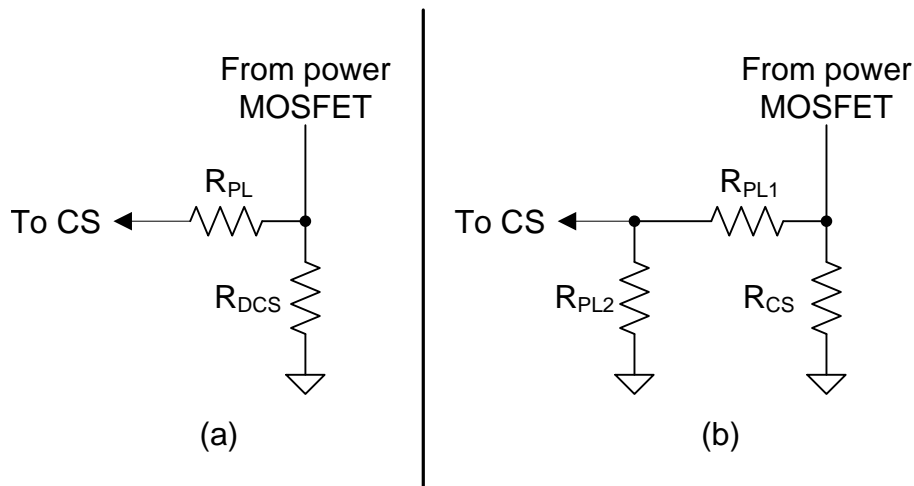 From power
MOSFET
RPL
To CS
RDCS
(a)
From power
MOSFET
RPL1
To CS
RPL2
RCS
(b)